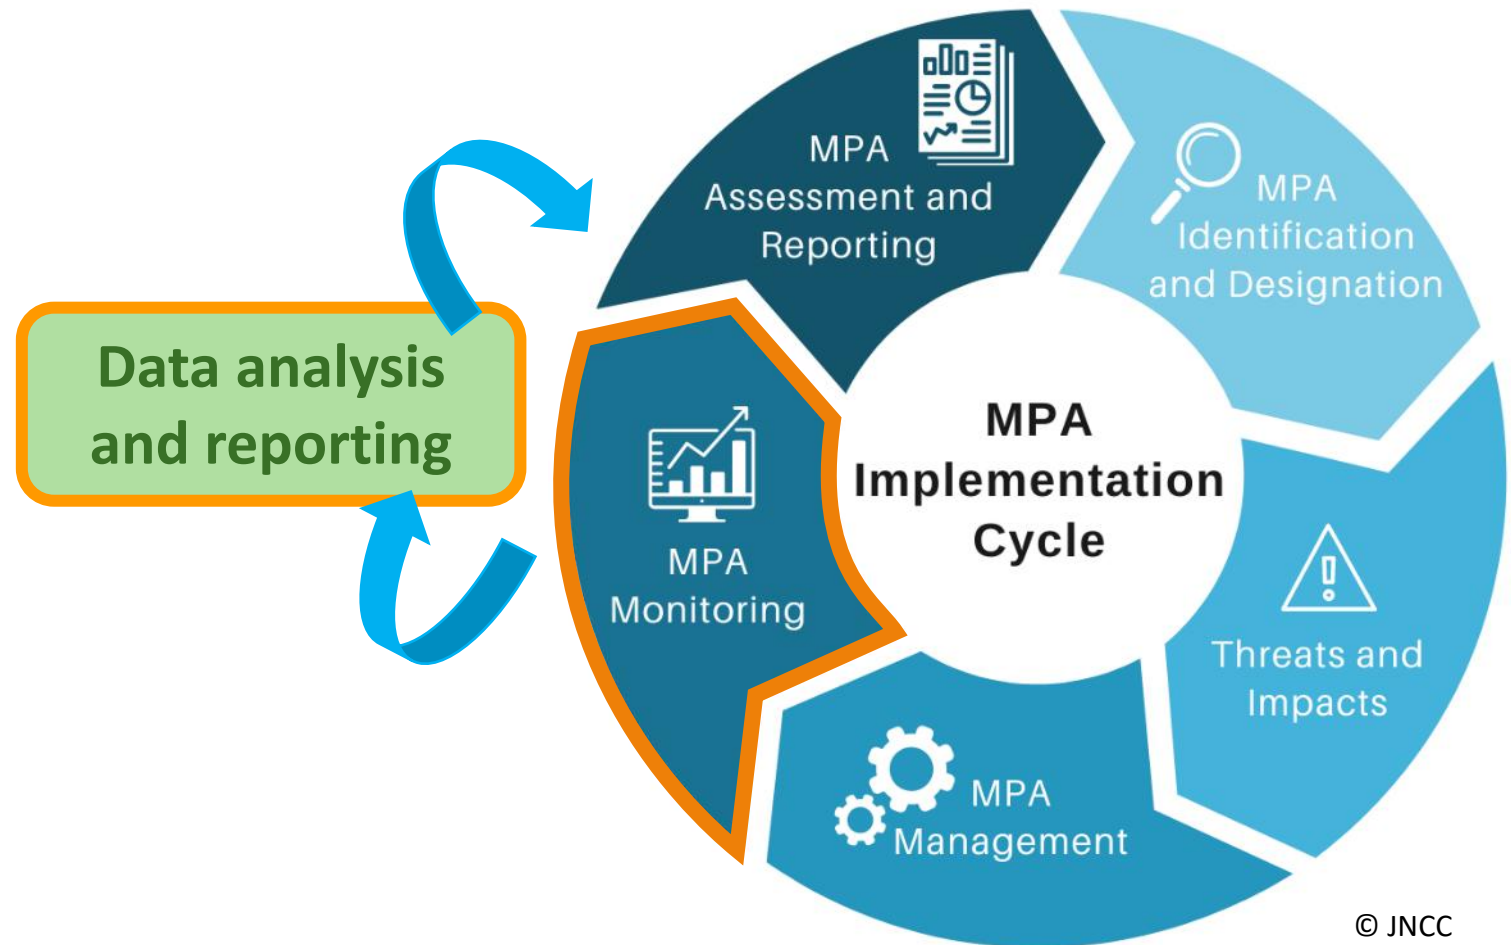 Data analysis
and reporting
MPA
Assessment and
Reporting
MPA
Identification
and Designation
MPA
Implementation
Cycle
MPA
Monitoring
Threats and
Impacts
MPA
Management
© JNCC